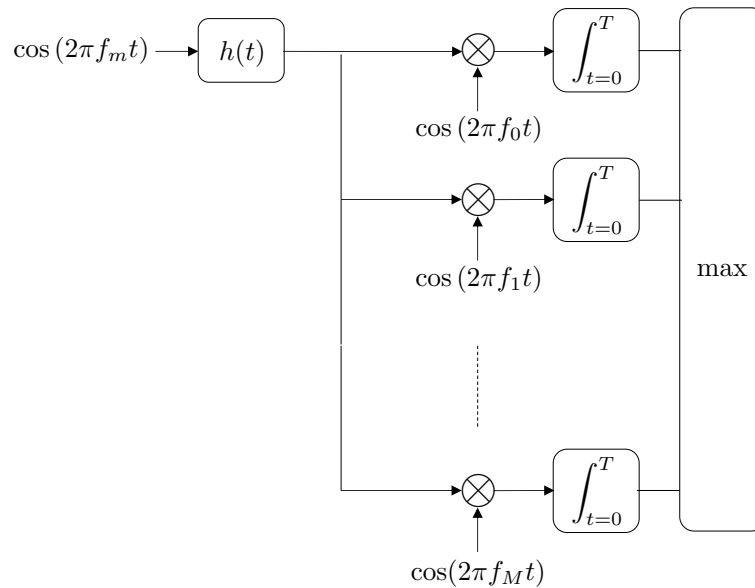 cos (2πf_m t)
h(t)
∫_{t=0}^{T}
cos (2πf_0 t)
∫_{t=0}^{T}
cos (2πf_1 t)
max
∫_{t=0}^{T}
cos(2πf_M t)